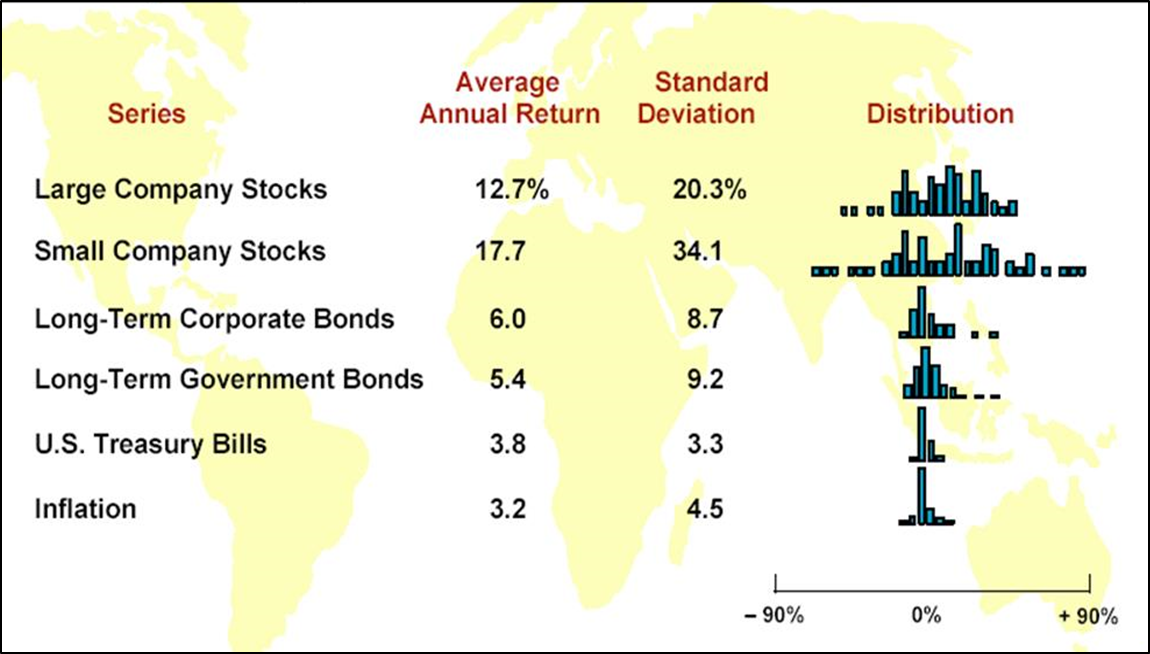 Series Average Annual Return Standard Deviation Distribution
Large Company Stocks 12.7% 20.3%
Small Company Stocks 17.7 34.1
Long-Term Corporate Bonds 6.0 8.7
Long-Term Government Bonds 5.4 9.2
U.S. Treasury Bills 3.8 3.3
Inflation 3.2 4.5
– 90% 0% + 90%